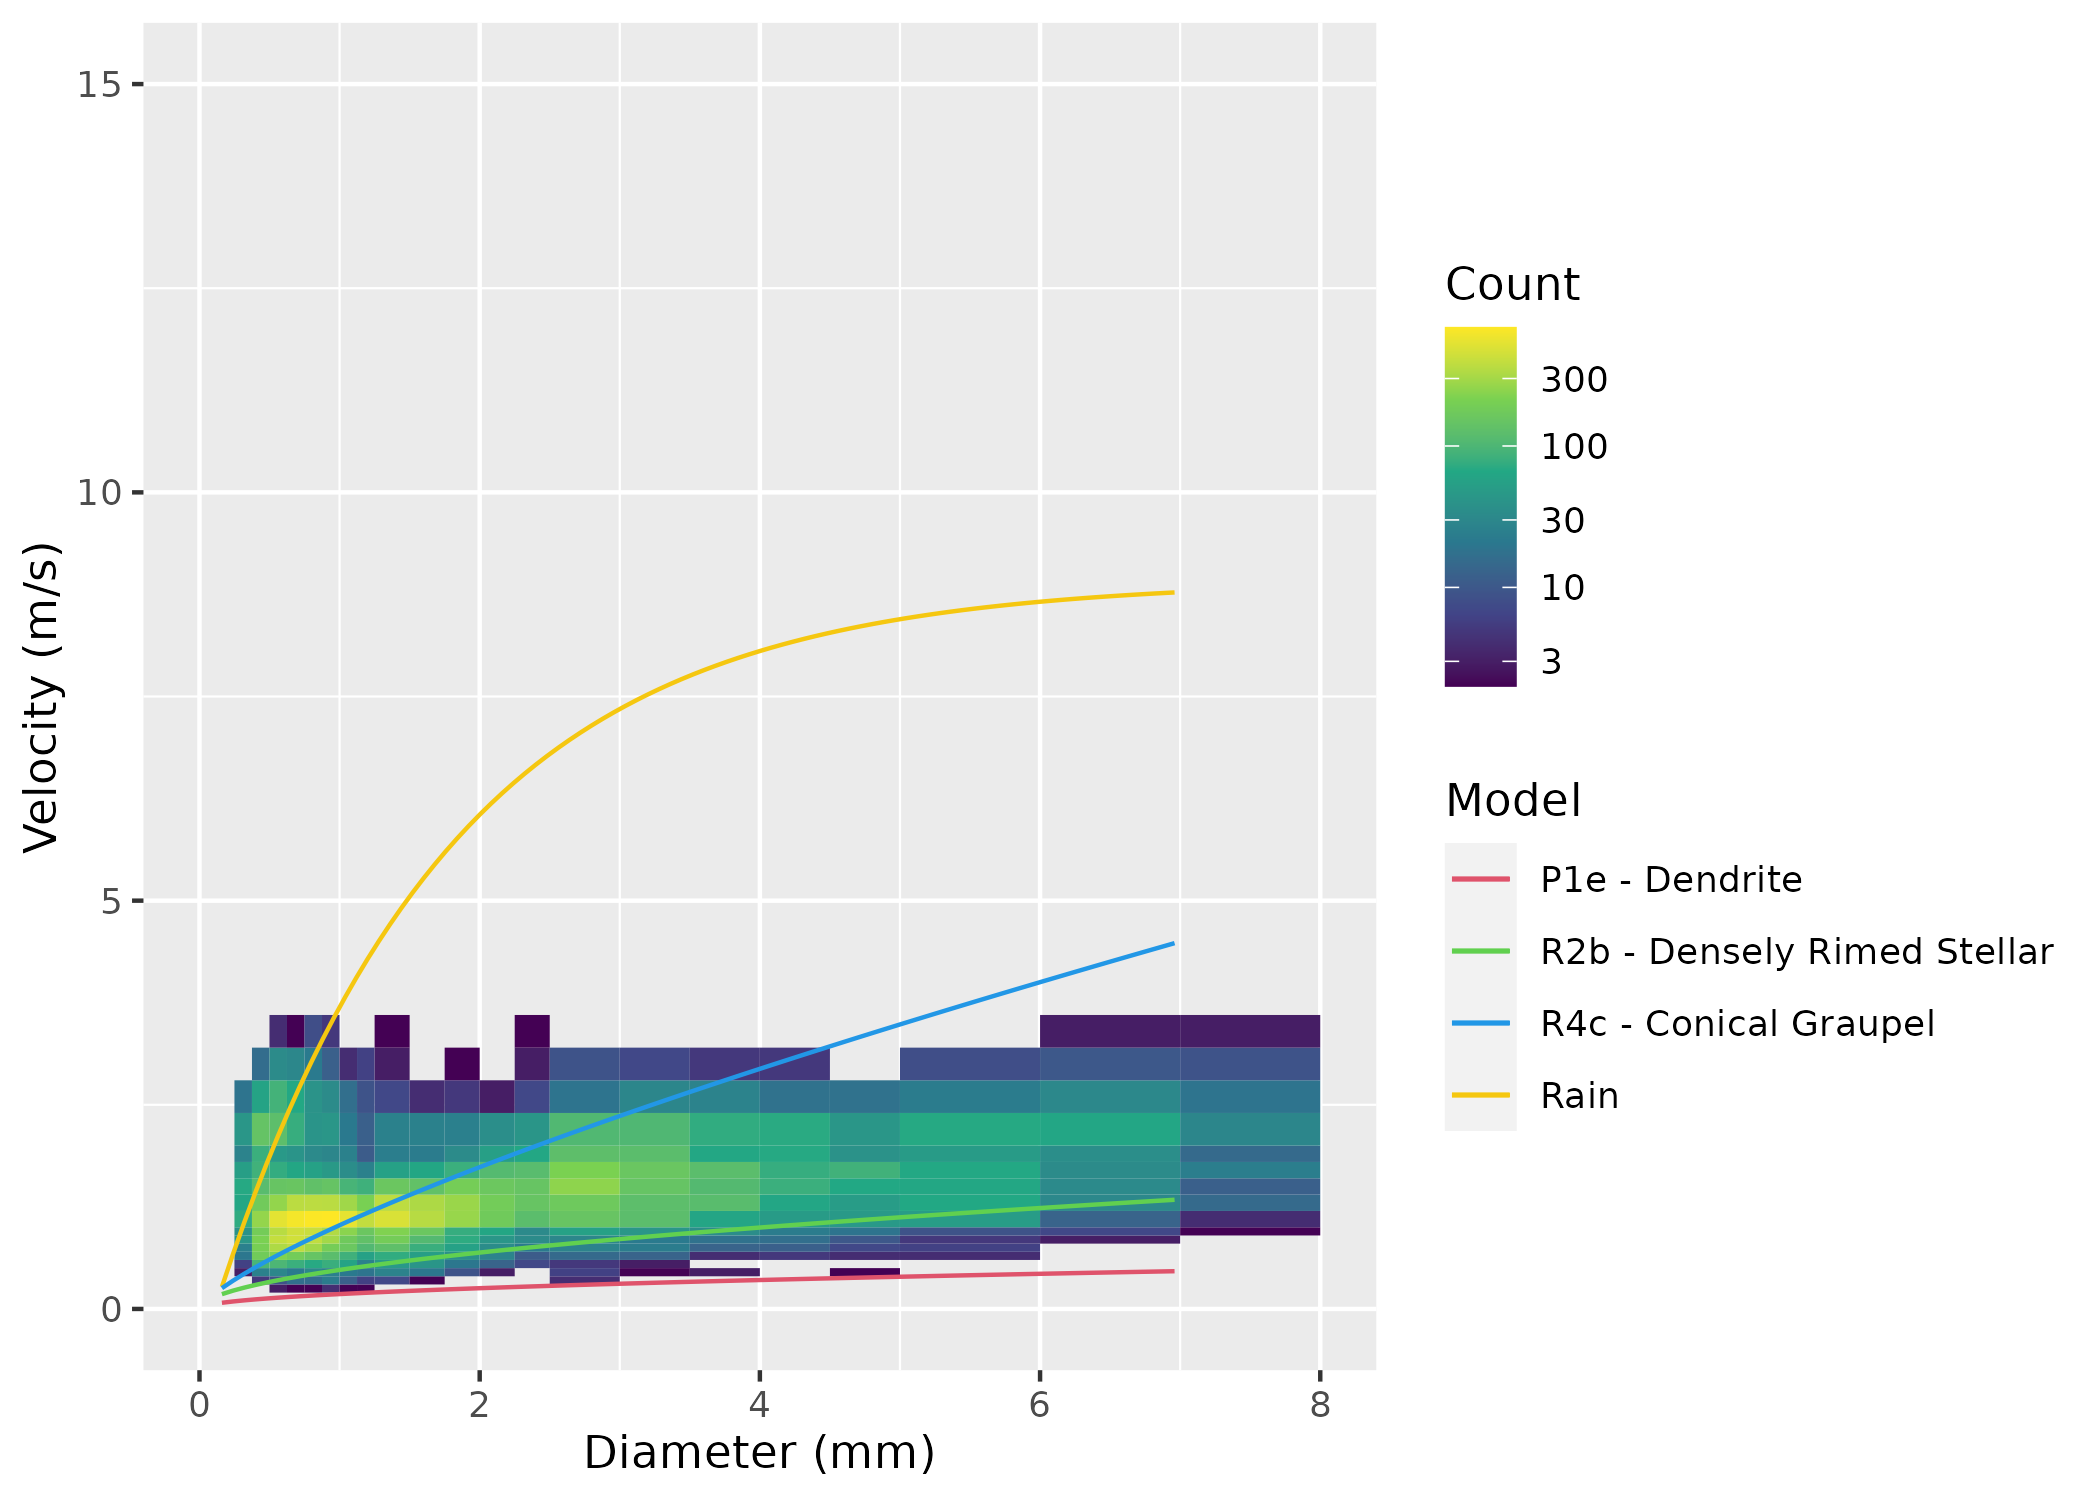 15
10
5
0
Velocity (m/s)
0 2 4 6 8
Diameter (mm)
Count
300
100
30
10
3
Model
P1e - Dendrite
R2b - Densely Rimed Stellar
R4c - Conical Graupel
Rain